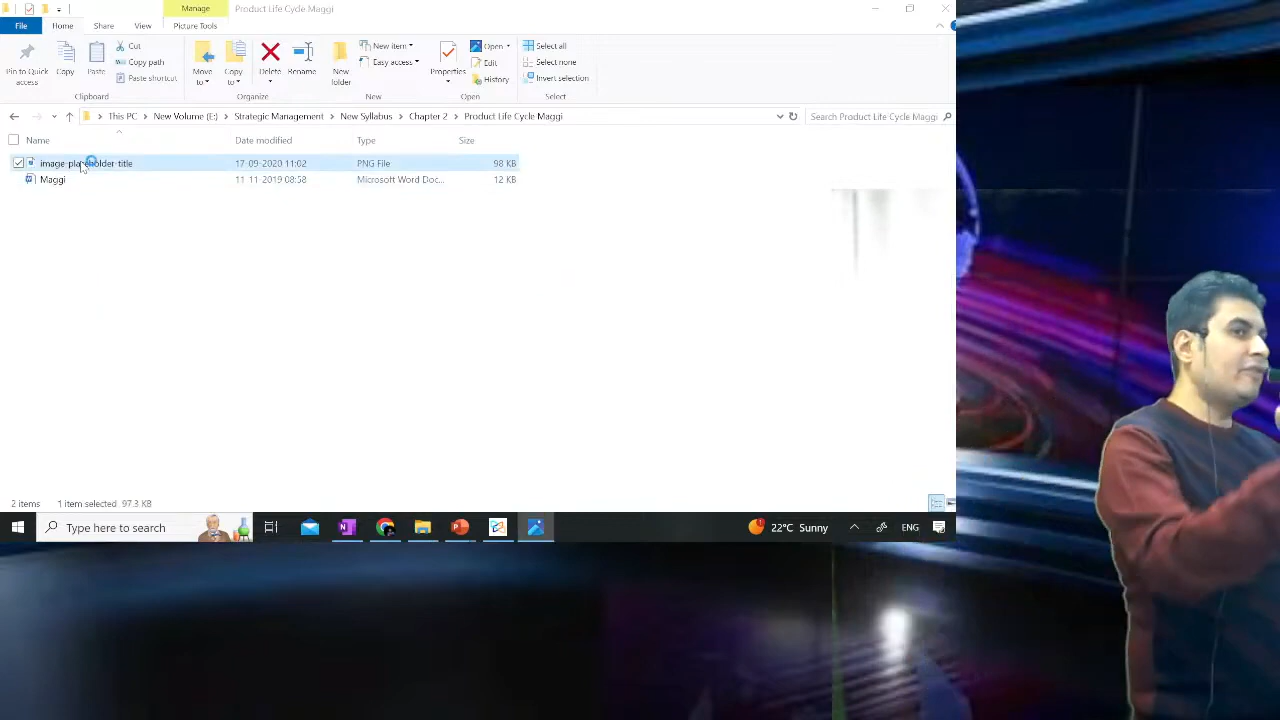 Manage Product Life Cycle Maggi
File Home Share View Picture Tools
Pin to Quick access
Copy
Paste
Cut
Copy path
Paste shortcut
Move to
Copy to
Delete
Rename
New folder
New item
Easy access
Properties
Open
Edit
History
Select all
Select none
Invert selection
Clipboard Organize New Open Select
This PC > New Volume (E:) > Strategic Management > New Syllabus > Chapter 2 > Product Life Cycle Maggi
Search Product Life Cycle Maggi
Name Date modified Type Size
image-placeholder-title 17-09-2020 11:02 PNG File 98 KB
Maggi 11-11-2019 08:58 Microsoft Word Doc... 12 KB
2 items 1 item selected 97.3 KB
Type here to search 22°C Sunny ENG